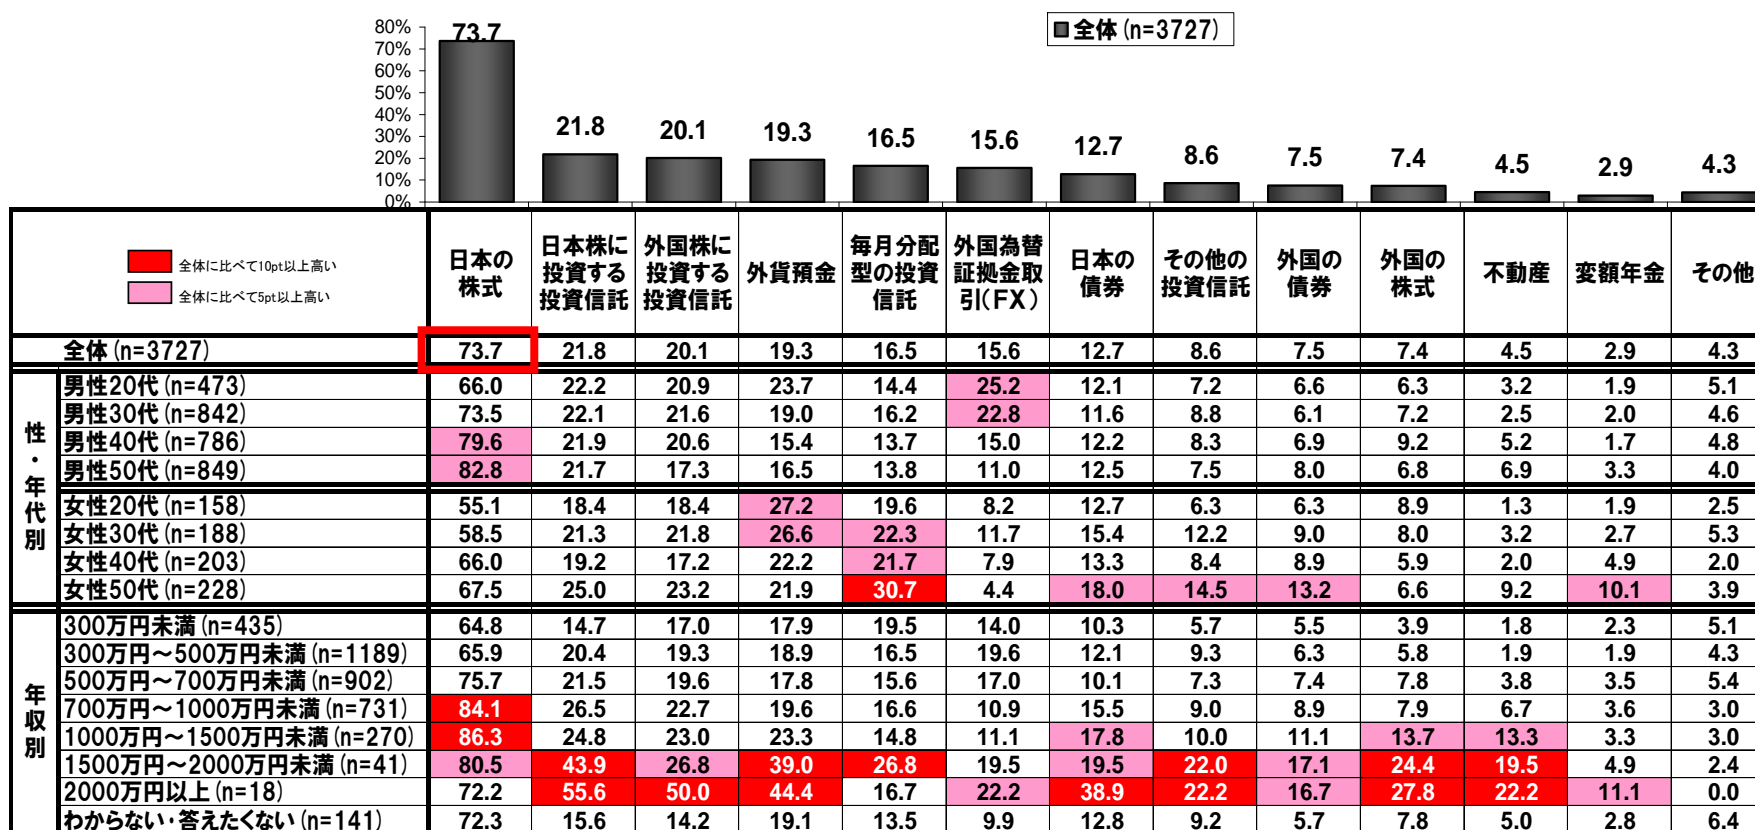 全体(n=3727)
80%
70%
60%
50%
40%
30%
20%
10%
0%
73.7 21.8 20.1 19.3 16.5 15.6 12.7 8.6 7.5 7.4 4.5 2.9 4.3
全体に比べて10pt以上高い
全体に比べて5pt以上高い
日本の株式 日本株に投資する投資信託 外国株に投資する投資信託 外貨預金 毎月分配型の投資信託 外国為替証拠金取引(FX) 日本の債券 その他の投資信託 外国の債券 外国の株式 不動産 変額年金 その他
全体(n=3727) 73.7 21.8 20.1 19.3 16.5 15.6 12.7 8.6 7.5 7.4 4.5 2.9 4.3
性・年代別
男性20代(n=473) 66.0 22.2 20.9 23.7 14.4 25.2 12.1 7.2 6.6 6.3 3.2 1.9 5.1
男性30代(n=842) 73.5 22.1 21.6 19.0 16.2 22.8 11.6 8.8 6.1 7.2 2.5 2.0 4.6
男性40代(n=786) 79.6 21.9 20.6 15.4 13.7 15.0 12.2 8.3 6.9 9.2 5.2 1.7 4.8
男性50代(n=849) 82.8 21.7 17.3 16.5 13.8 11.0 12.5 7.5 8.0 6.8 6.9 3.3 4.0
女性20代(n=158) 55.1 18.4 18.4 27.2 19.6 8.2 12.7 6.3 6.3 8.9 1.3 1.9 2.5
女性30代(n=188) 58.5 21.3 21.8 26.6 22.3 11.7 15.4 12.2 9.0 8.0 3.2 2.7 5.3
女性40代(n=203) 66.0 19.2 17.2 22.2 21.7 7.9 13.3 8.4 8.9 5.9 2.0 4.9 2.0
女性50代(n=228) 67.5 25.0 23.2 21.9 30.7 4.4 18.0 14.5 13.2 6.6 9.2 10.1 3.9
年収別
300万円未満(n=435) 64.8 14.7 17.0 17.9 19.5 14.0 10.3 5.7 5.5 3.9 1.8 2.3 5.1
300万円～500万円未満(n=1189) 65.9 20.4 19.3 18.9 16.5 19.6 12.1 9.3 6.3 5.8 1.9 1.9 4.3
500万円～700万円未満(n=902) 75.7 21.5 19.6 17.8 15.6 17.0 10.1 7.3 7.4 7.8 3.8 3.5 5.4
700万円～1000万円未満(n=731) 84.1 26.5 22.7 19.6 16.6 10.9 15.5 9.0 8.9 7.9 6.7 3.6 3.0
1000万円～1500万円未満(n=270) 86.3 24.8 23.0 23.3 14.8 11.1 17.8 10.0 11.1 13.7 13.3 3.3 3.0
1500万円～2000万円未満(n=41) 80.5 43.9 26.8 39.0 26.8 19.5 19.5 22.0 17.1 24.4 19.5 4.9 2.4
2000万円以上(n=18) 72.2 55.6 50.0 44.4 16.7 22.2 38.9 22.2 16.7 27.8 22.2 11.1 0.0
わからない・答えたくない(n=141) 72.3 15.6 14.2 19.1 13.5 9.9 12.8 9.2 5.7 7.8 5.0 2.8 6.4